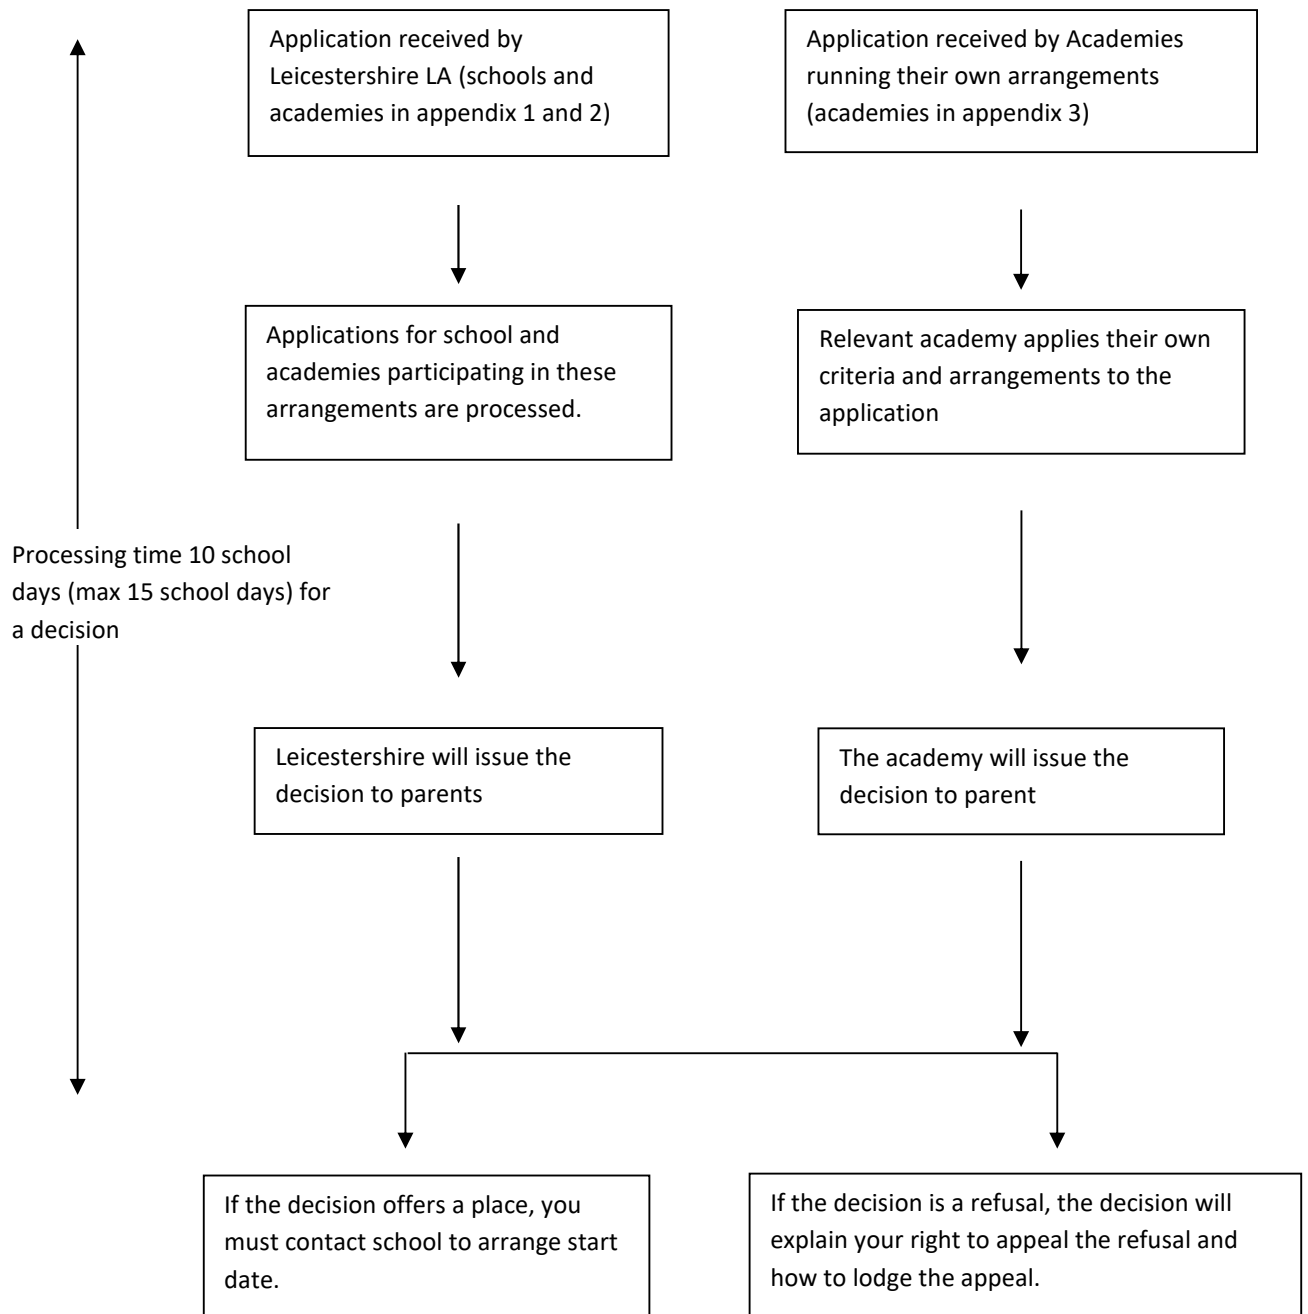 Application received by
Leicestershire LA (schools and
academies in appendix 1 and 2)
Application received by Academies
running their own arrangements
(academies in appendix 3)
Applications for school and
academies participating in these
arrangements are processed.
Relevant academy applies their own
criteria and arrangements to the
application
Processing time 10 school
days (max 15 school days) for
a decision
Leicestershire will issue the
decision to parents
The academy will issue the
decision to parent
If the decision offers a place, you
must contact school to arrange start
date.
If the decision is a refusal, the decision will
explain your right to appeal the refusal and
how to lodge the appeal.